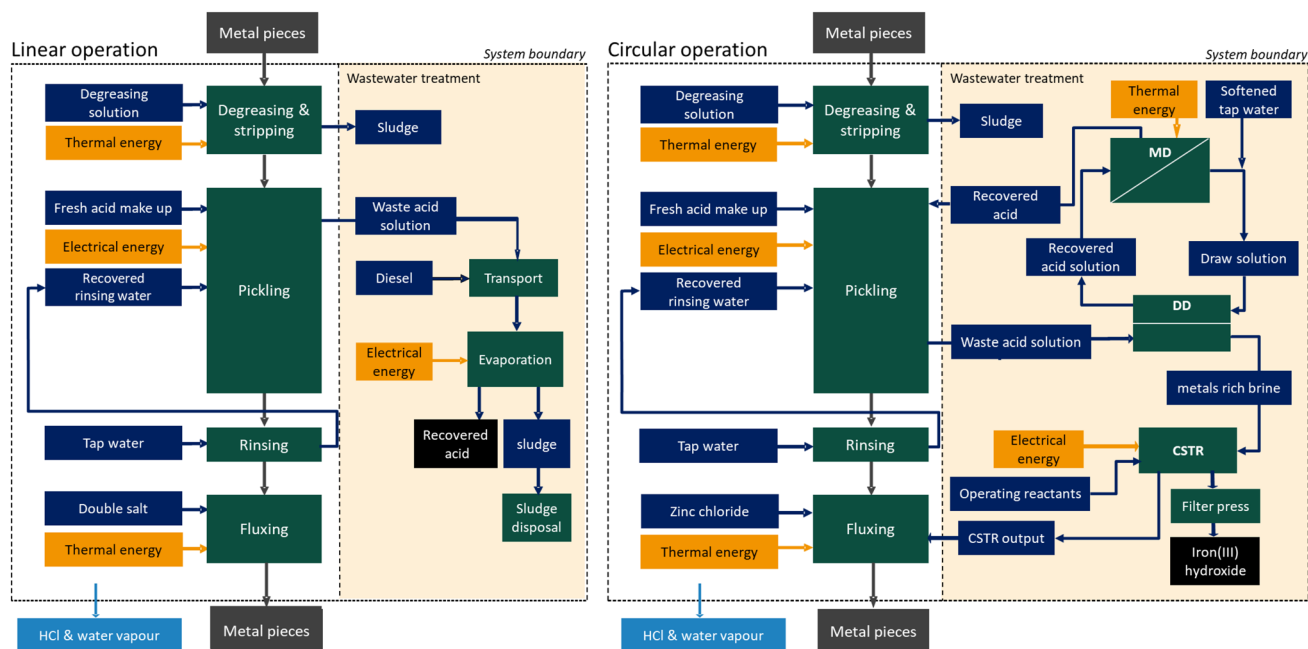 Linear operation
Metal pieces
System boundary
Wastewater treatment
Degreasing
solution
Thermal energy
Degreasing &
stripping
Sludge
Fresh acid make up
Electrical energy
Recovered
rinsing water
Pickling
Waste acid
solution
Diesel
Transport
Electrical
energy
Evaporation
Recovered
acid
sludge
Sludge
disposal
Tap water
Rinsing
Double salt
Thermal energy
Fluxing
HCl & water vapour
Metal pieces
Circular operation
Metal pieces
System boundary
Wastewater treatment
Degreasing
solution
Thermal energy
Degreasing &
stripping
Sludge
Thermal
energy
Softened
tap water
MD
Fresh acid make up
Electrical energy
Recovered
rinsing water
Pickling
Recovered
acid
Recovered
acid solution
Draw solution
DD
Waste acid solution
metals rich brine
Tap water
Rinsing
Electrical
energy
CSTR
Operating reactants
Filter press
Zinc chloride
Thermal energy
Fluxing
CSTR output
Iron(III)
hydroxide
HCl & water vapour
Metal pieces